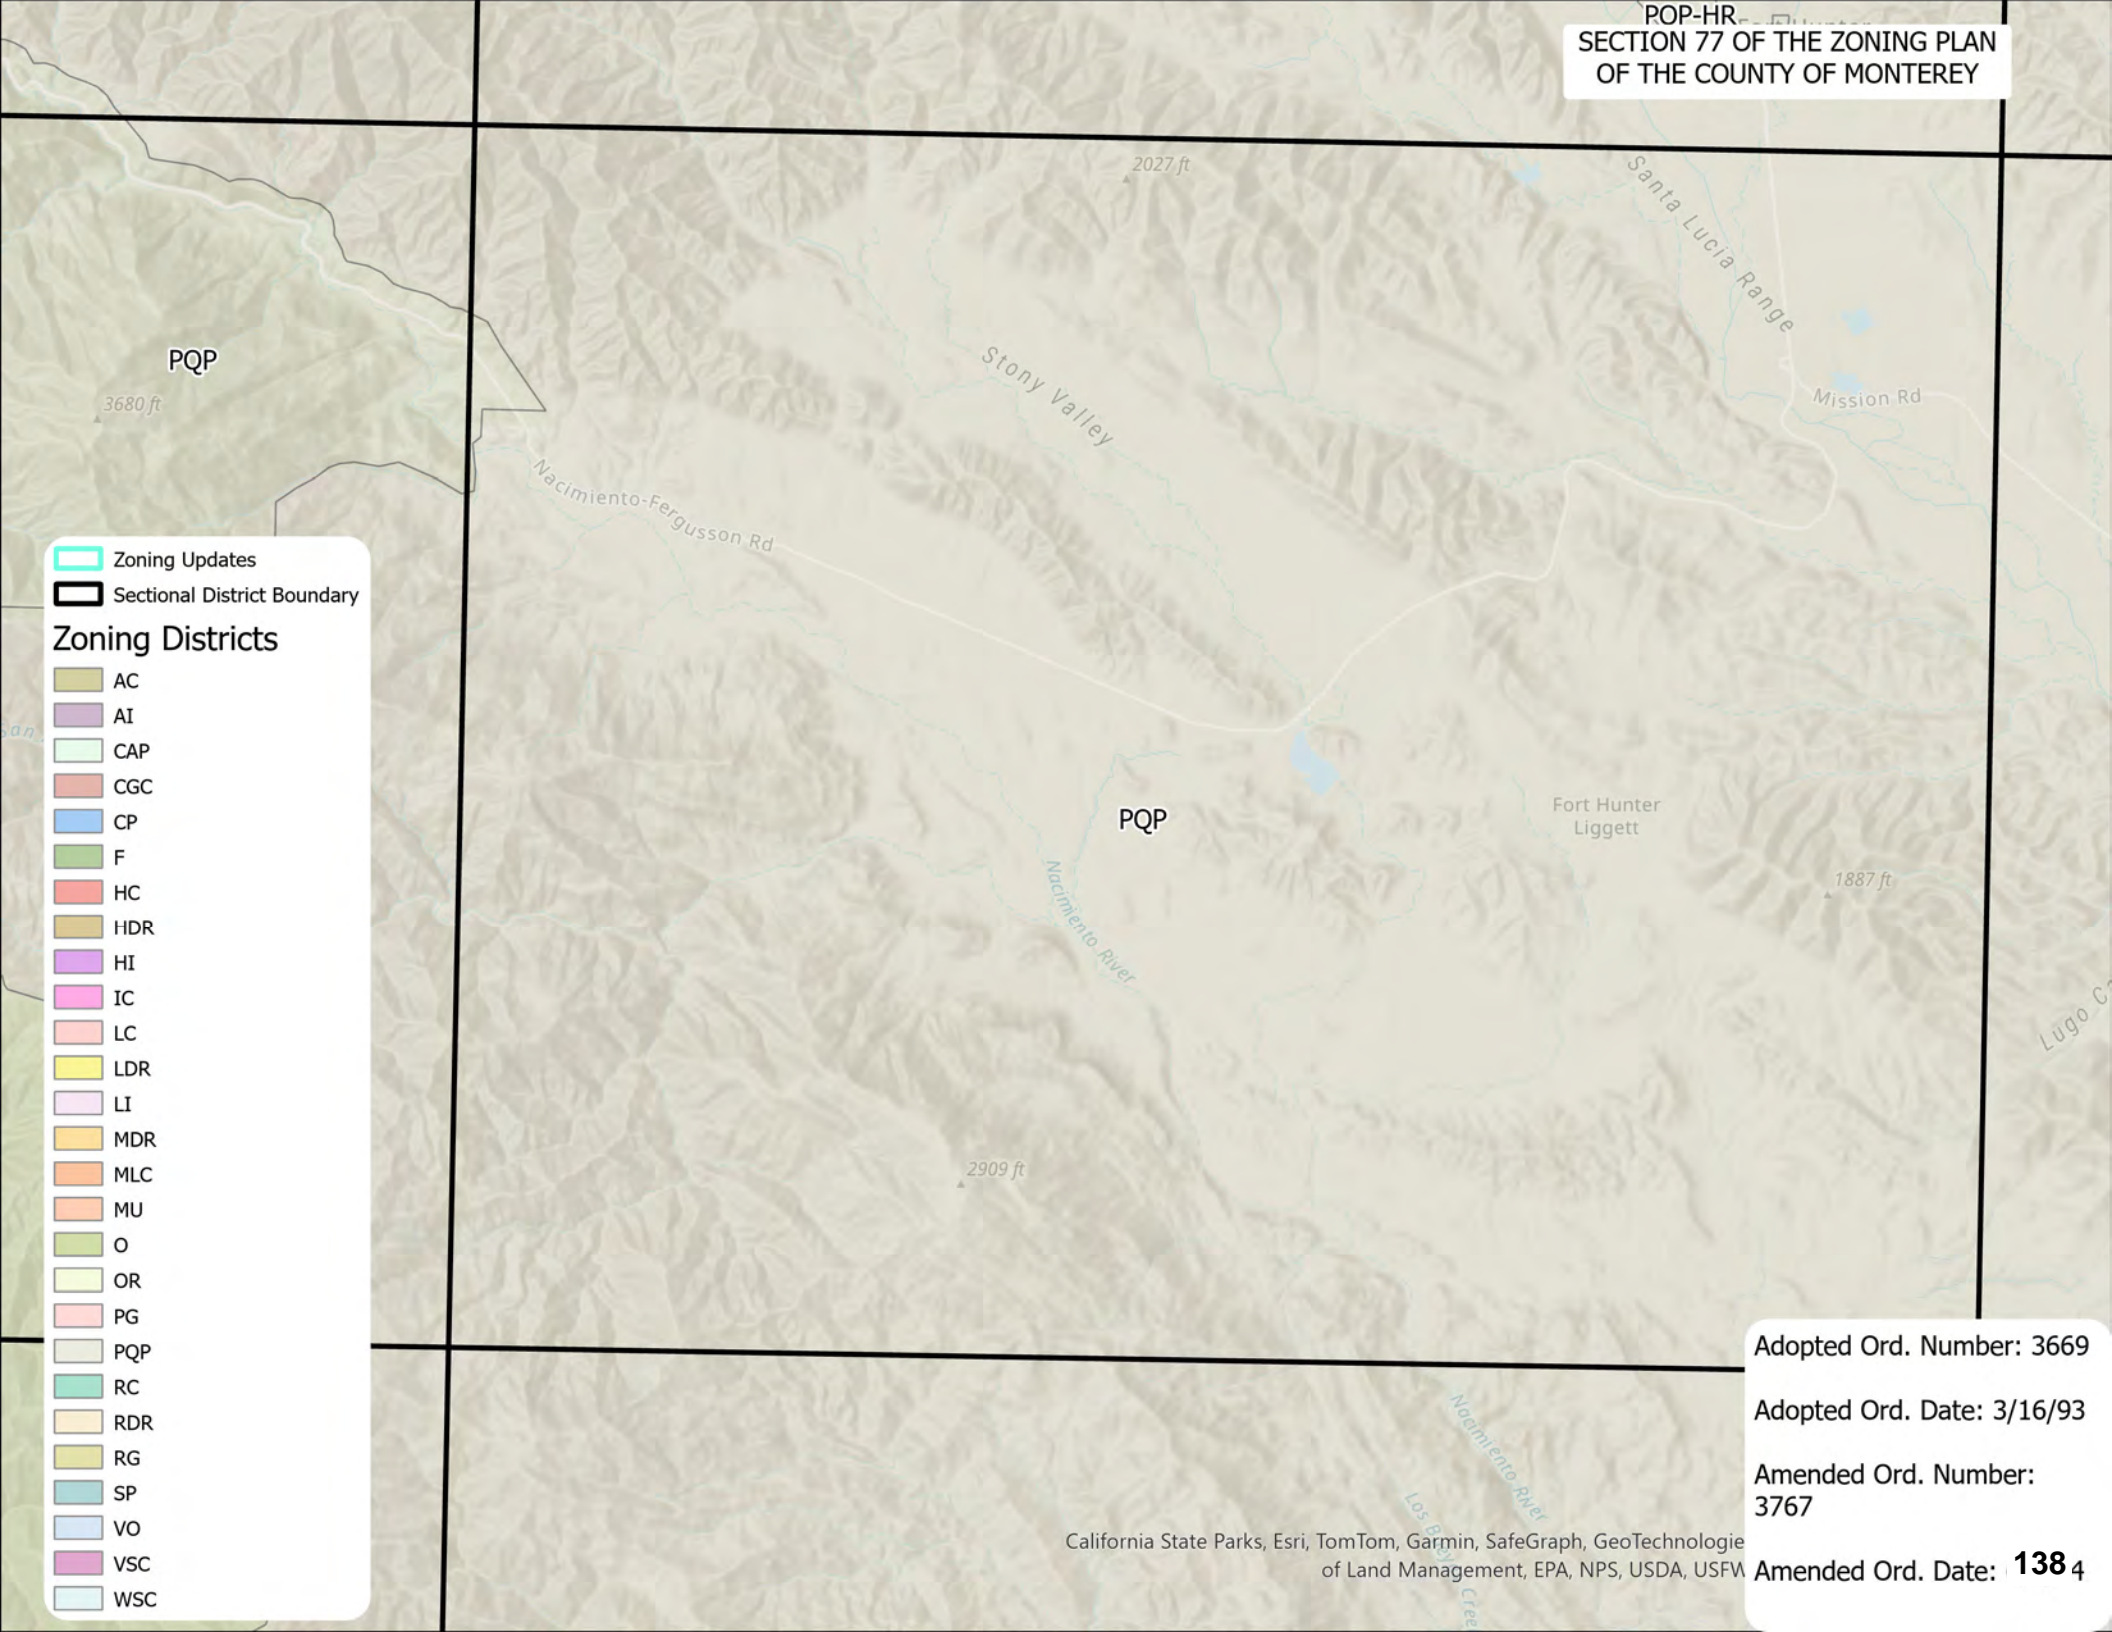 POP-HR
SECTION 77 OF THE ZONING PLAN
OF THE COUNTY OF MONTEREY
2027 ft
Santa Lucia Range
PQP
3680 ft
Stony Valley
Mission Rd
Nacimiento-Fergusson Rd
Zoning Updates
Sectional District Boundary
Zoning Districts
AC
AI
CAP
CGC
CP
F
HC
HDR
HI
IC
LC
LDR
LI
MDR
MLC
MU
O
OR
PG
PQP
RC
RDR
RG
SP
VO
VSC
WSC
PQP
Fort Hunter
Liggett
1887 ft
Nacimiento River
Lugo
2909 ft
Nacimiento River
Los
California State Parks, Esri, TomTom, Garmin, SafeGraph, GeoTechnologie
of Land Management, EPA, NPS, USDA, USFW
Adopted Ord. Number: 3669
Adopted Ord. Date: 3/16/93
Amended Ord. Number:
3767
Amended Ord. Date: 4
138